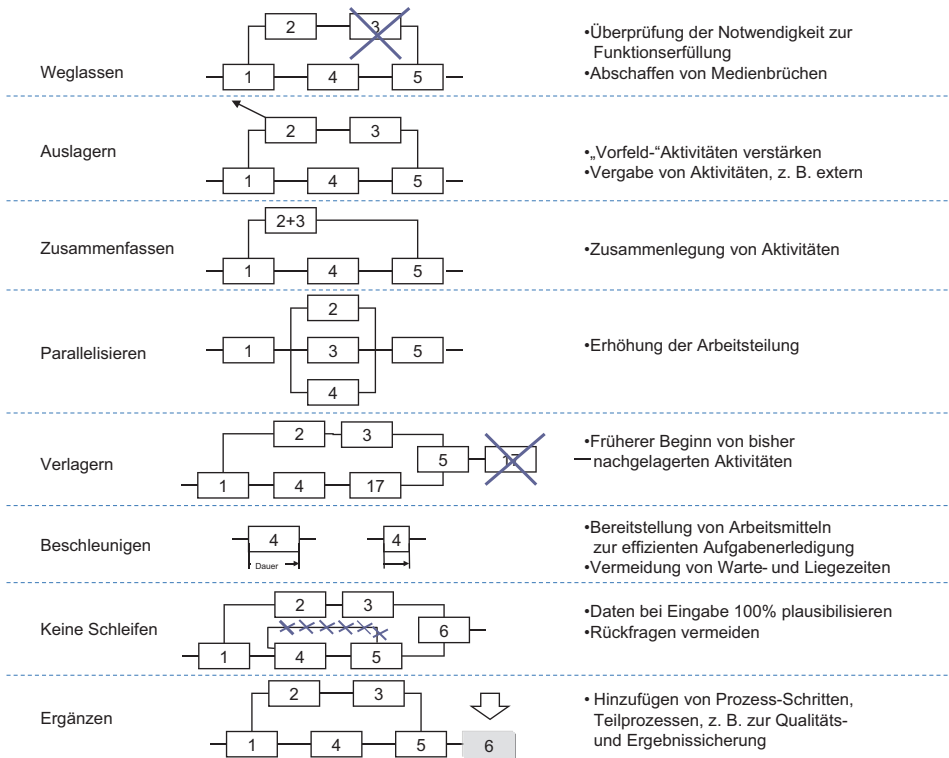 2 3
•Überprüfung der Notwendigkeit zur
Funktionserfüllung
Weglassen
1 4 5
•Abschaffen von Medienbrüchen
2 3
Auslagern
•„Vorfeld-“Aktivitäten verstärken
1 4 5
•Vergabe von Aktivitäten, z. B. extern
2+3
Zusammenfassen
•Zusammenlegung von Aktivitäten
1 4 5
2
Parallelisieren
1 3 5
•Erhöhung der Arbeitsteilung
4
2 3
•Früherer Beginn von bisher
Verlagern
5 17
nachgelagerten Aktivitäten
1 4 17
•Bereitstellung von Arbeitsmitteln
Beschleunigen
4 4
zur effizienten Aufgabenerledigung
Dauer
•Vermeidung von Warte- und Liegezeiten
2 3
•Daten bei Eingabe 100% plausibilisieren
Keine Schleifen
6
•Rückfragen vermeiden
1 4 5
2 3
• Hinzufügen von Prozess-Schritten,
Ergänzen
Teilprozessen, z. B. zur Qualitäts-
1 4 5 6
und Ergebnissicherung